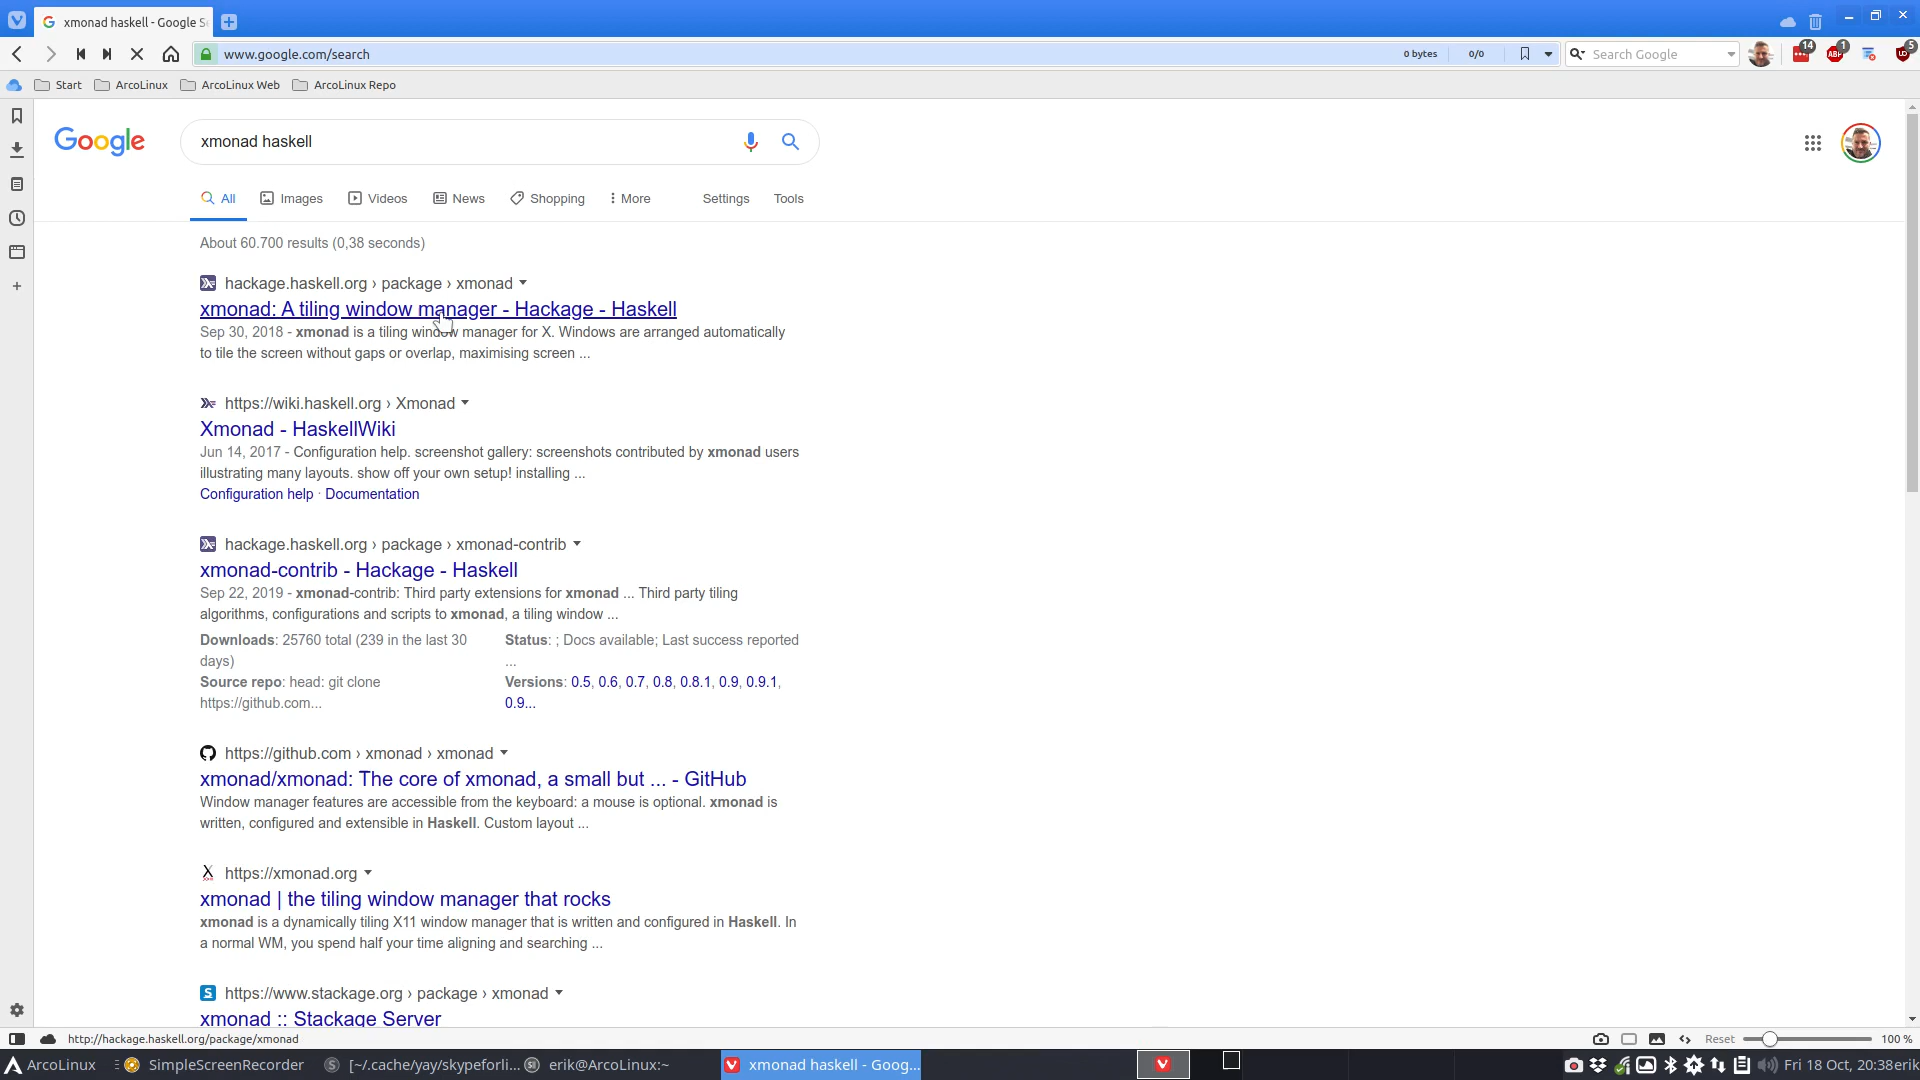 xmonad haskell - Google S
www.google.com/search
0 bytes
0/0
Search Google
14
ABP
1
5
Start
ArcoLinux
ArcoLinux Web
ArcoLinux Repo
Google
xmonad haskell
All
Images
Videos
News
Shopping
More
Settings
Tools
About 60.700 results (0,38 seconds)
hackage.haskell.org › package › xmonad
xmonad: A tiling window manager - Hackage - Haskell
Sep 30, 2018 - xmonad is a tiling window manager for X. Windows are arranged automatically
to tile the screen without gaps or overlap, maximising screen ...
https://wiki.haskell.org › Xmonad
Xmonad - HaskellWiki
Jun 14, 2017 - Configuration help. screenshot gallery: screenshots contributed by xmonad users
illustrating many layouts. show off your own setup! installing ...
Configuration help · Documentation
hackage.haskell.org › package › xmonad-contrib
xmonad-contrib - Hackage - Haskell
Sep 22, 2019 - xmonad-contrib: Third party extensions for xmonad ... Third party tiling
algorithms, configurations and scripts to xmonad, a tiling window ...
Downloads: 25760 total (239 in the last 30
days)
Status: ; Docs available; Last success reported
...
Source repo: head: git clone
https://github.com...
Versions: 0.5, 0.6, 0.7, 0.8, 0.8.1, 0.9, 0.9.1,
0.9...
https://github.com › xmonad › xmonad
xmonad/xmonad: The core of xmonad, a small but ... - GitHub
Window manager features are accessible from the keyboard: a mouse is optional. xmonad is
written, configured and extensible in Haskell. Custom layout ...
https://xmonad.org
xmonad | the tiling window manager that rocks
xmonad is a dynamically tiling X11 window manager that is written and configured in Haskell. In
a normal WM, you spend half your time aligning and searching ...
https://www.stackage.org › package › xmonad
xmonad :: Stackage Server
http://hackage.haskell.org/package/xmonad
Reset
100 %
ArcoLinux
SimpleScreenRecorder
[~/.cache/yay/skypeforli...
erik@ArcoLinux:~
xmonad haskell - Goog...
Fri 18 Oct, 20:38
erik